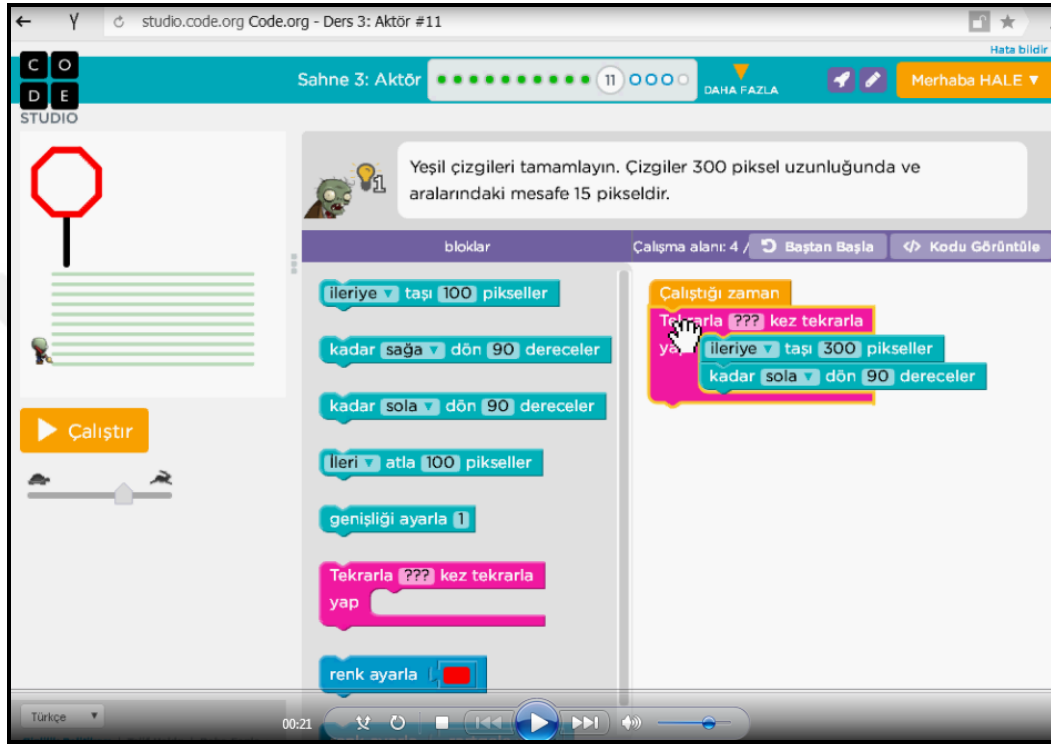 studio.code.org Code.org - Ders 3: Aktör #11
Hata bildir
C O
D E
STUDIO
Sahne 3: Aktör
11
DAHA FAZLA
Merhaba HALE
Yeşil çizgileri tamamlayın. Çizgiler 300 piksel uzunluğunda ve
aralarındaki mesafe 15 pikseldir.
bloklar
Çalışma alanı: 4 /
Baştan Başla
</> Kodu Görüntüle
ileriye taşı 100 pikseller
kadar sağa dön 90 dereceler
kadar sola dön 90 dereceler
İleri atla 100 pikseller
genişliği ayarla 1
Tekrarla ??? kez tekrarla
yap
renk ayarla
Çalıştığı zaman
Tekrarla ??? kez tekrarla
yap
ileriye taşı 300 pikseller
kadar sola dön 90 dereceler
Çalıştır
Türkçe
00:21